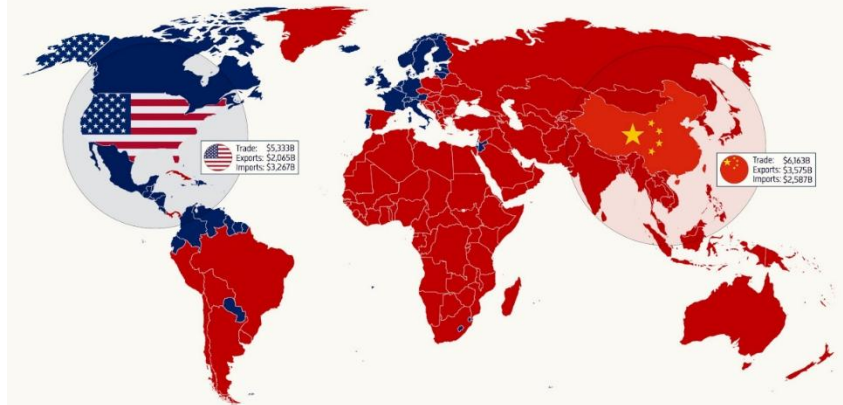 Trade: $5,333B
Exports: $2,065B
Imports: $3,267B
Trade: $6,163B
Exports: $3,575B
Imports: $2,587B